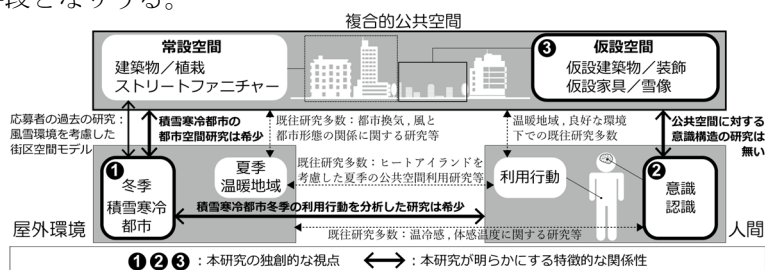 段となりうる。
複合的公共空間
常設空間
建築物／植栽
ストリートファニチャー
❸
仮設空間
仮設建築物／装飾
仮設家具／雪像
応募者の過去の研究：
風雪環境を考慮した
街区空間モデル
積雪寒冷都市の
都市空間研究は希少
既往研究多数：都市換気，風と
都市形態の関係に関する研究等
温暖地域，良好な環境
下での既往研究多数
公共空間に対する
意識構造の研究は
無い
❶
冬季
積雪寒冷
都市
夏季
温暖地域
既往研究多数：ヒートアイランドを
考慮した夏季の公共空間利用研究等
利用行動
❷
意識
認識
積雪寒冷都市冬季の利用行動を分析した研究は希少
既往研究多数：温冷感，体感温度に関する研究等
屋外環境
人間
❶❷❸：本研究の独創的な視点 ⟷：本研究が明らかにする特徴的な関係性